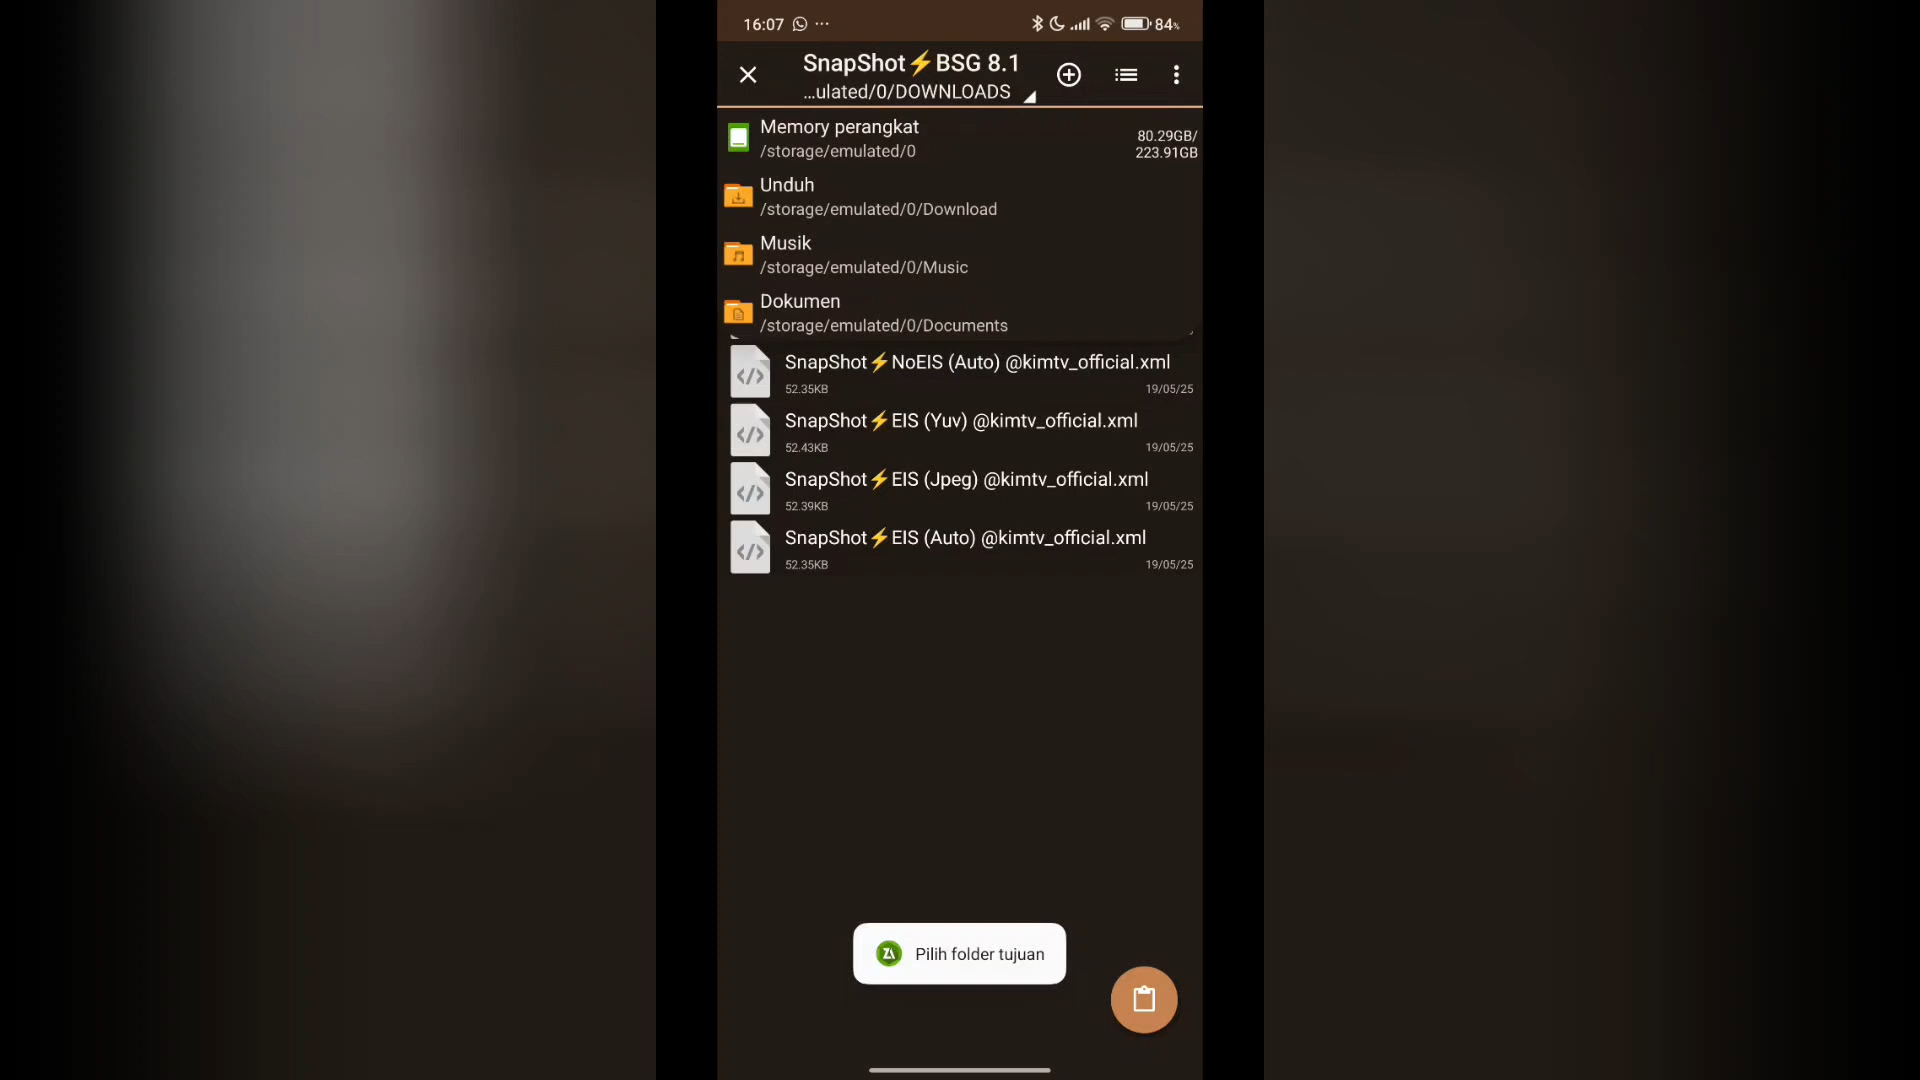 16:07 ... 84%
SnapShot⚡BSG 8.1
...ulated/0/DOWNLOADS
Memory perangkat
/storage/emulated/0
80.29GB/
223.91GB
Unduh
/storage/emulated/0/Download
Musik
/storage/emulated/0/Music
Dokumen
/storage/emulated/0/Documents
SnapShot⚡NoEIS (Auto) @kimtv_official.xml
52.35KB 19/05/25
SnapShot⚡EIS (Yuv) @kimtv_official.xml
52.43KB 19/05/25
SnapShot⚡EIS (Jpeg) @kimtv_official.xml
52.39KB 19/05/25
SnapShot⚡EIS (Auto) @kimtv_official.xml
52.35KB 19/05/25
ZA Pilih folder tujuan